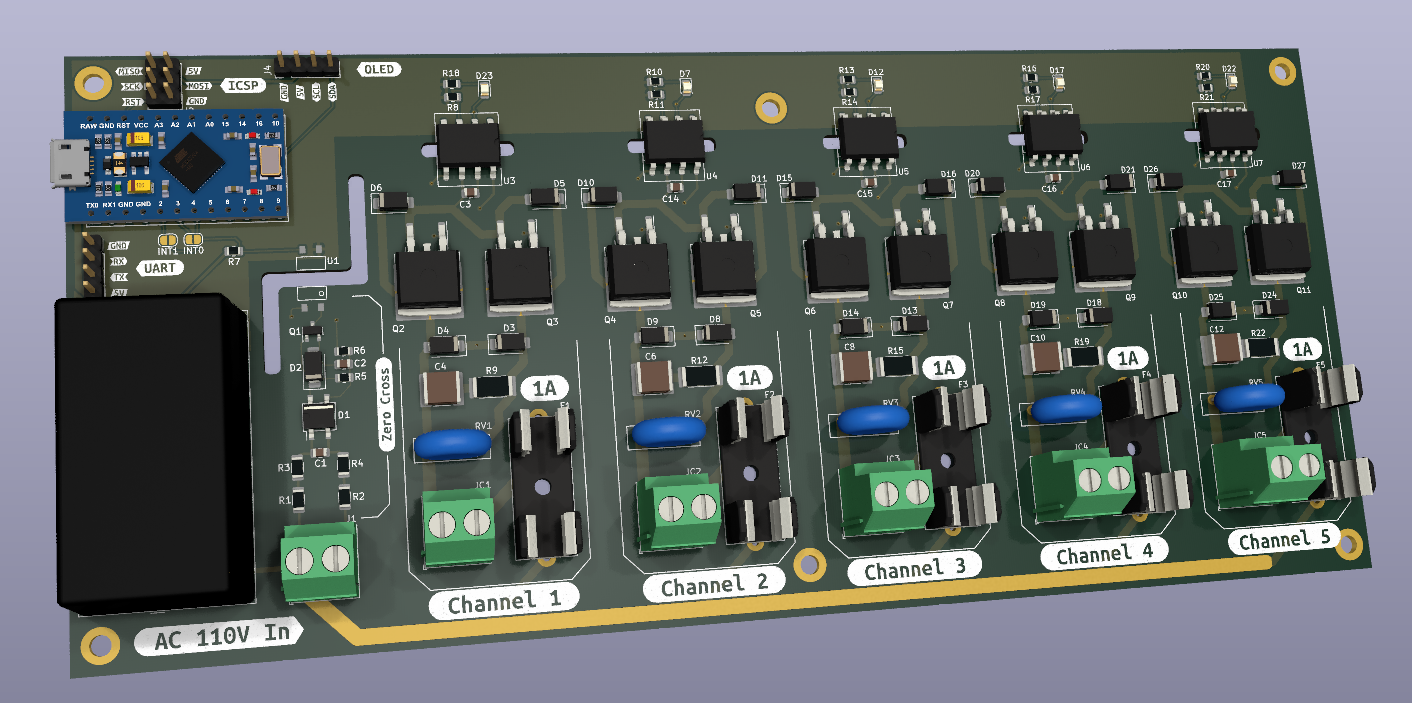 MISO 5V
SCK MOSI ICSP
RST GND
J4 OLED
GND 5V SCL SDA
RAW GND RST VCC A3 A2 A1 A0 15 14 16 10
TX0 RX1 GND GND 2 3 4 5 6 7 8 9
INT1 INT0
R7
U1
GND
RX
TX
5V
UART
R18 D23
R8
U3
C3
R10 D7
R11
U4
C14
R13 D12
R14
U5
C15
R16 D17
R17
U6
C16
R20 D22
R21
U7
C17
D6 D5 D10 D11 D15 D16 D20 D21 D26 D27
Q2 Q3 Q4 Q5 Q6 Q7 Q8 Q9 Q10 Q11
Q1
D2
R6
C2
R5
D1
C1
R3 R4
R1 R2
J1
Zero Cross
D4 D3
C4 R9 1A
RV1 F1
JC1
D9 D8
C6 R12 1A
RV2 F2
JC2
D14 D13
C8 R15 1A
RV3 F3
JC3
D19 D18
C10 R19 1A
RV4 F4
JC4
D25 D24
C12 R22 1A
RV5 F5
JC5
AC 110V In
Channel 1
Channel 2
Channel 3
Channel 4
Channel 5